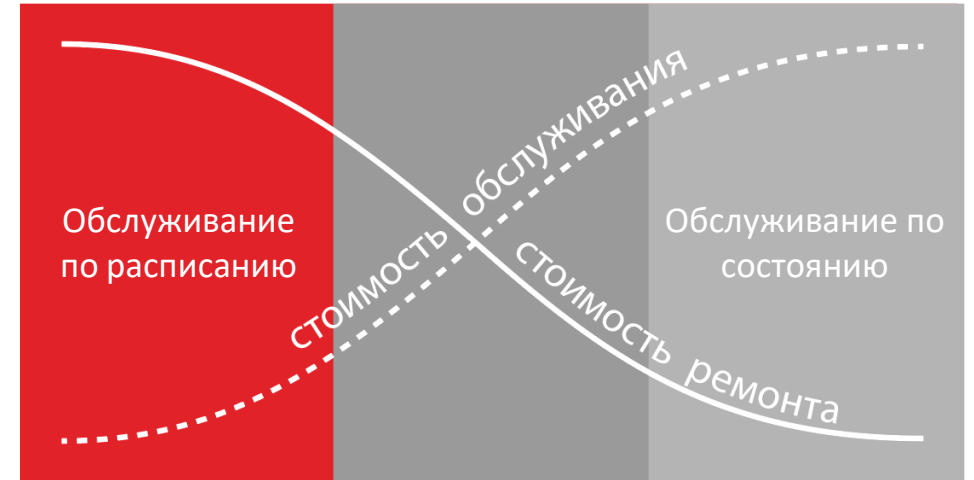 Обслуживание
по расписанию
стоимость обслуживания
стоимость ремонта
Обслуживание по
состоянию